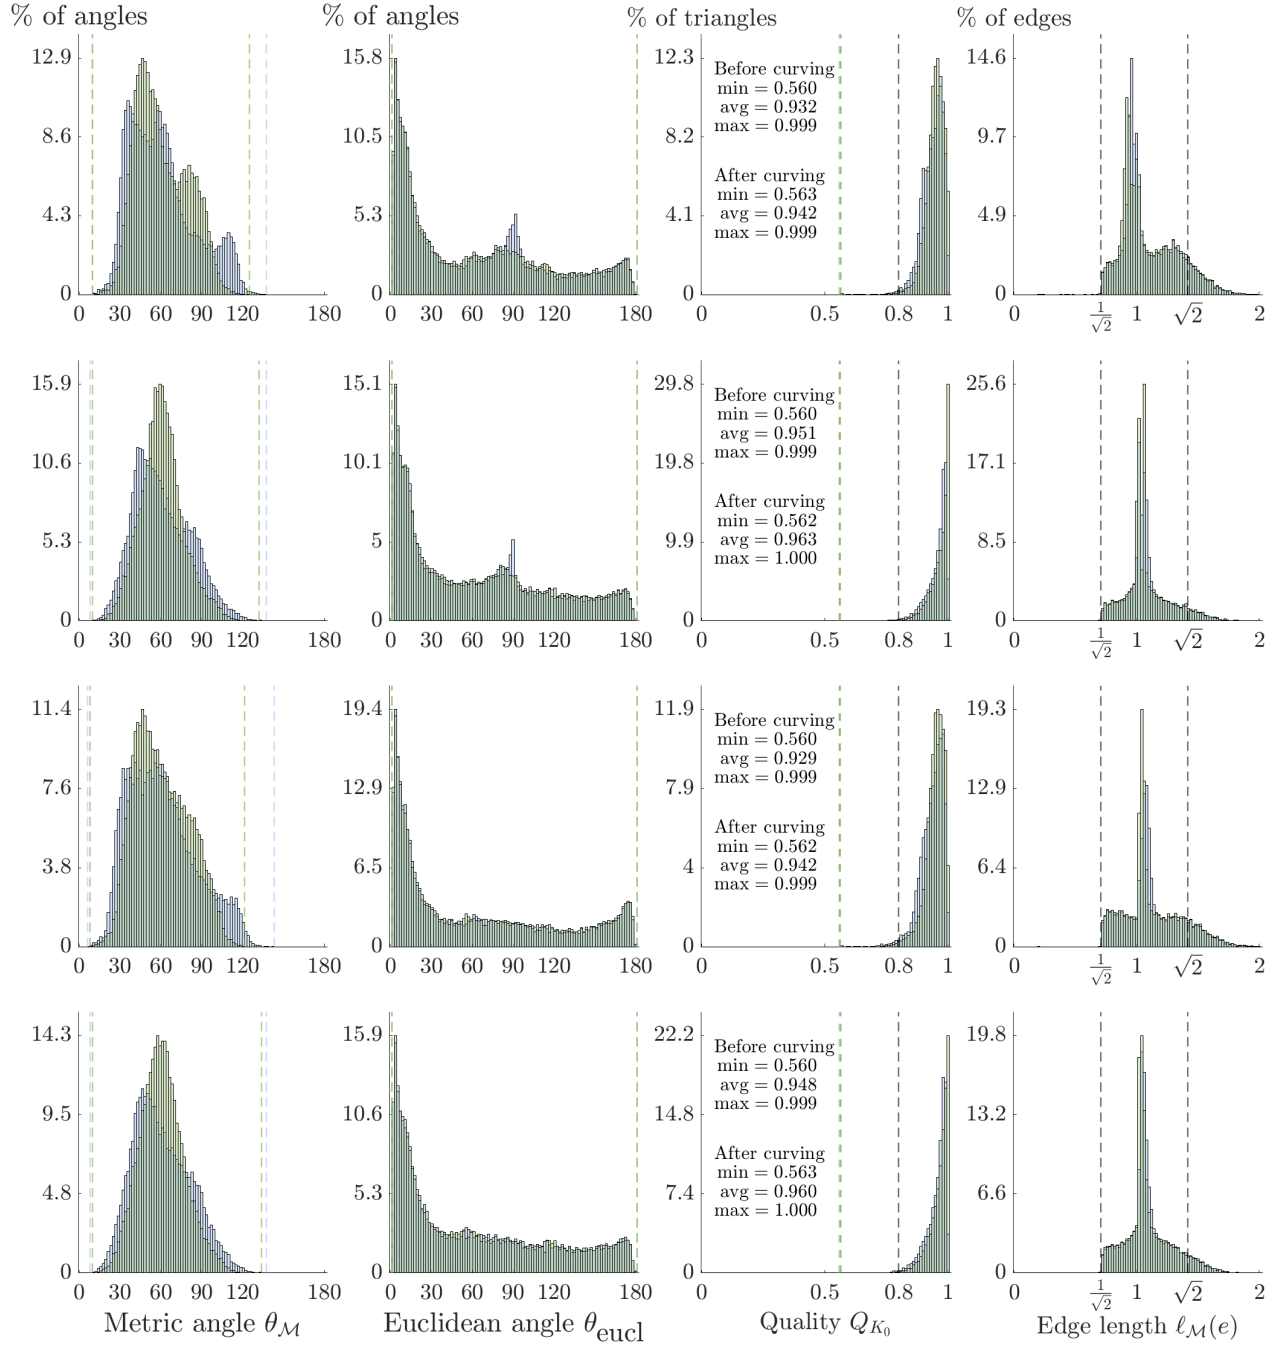 % of angles
% of angles
% of triangles
% of edges
12.9
8.6
4.3
0
0 30 60 90 120 180
15.8
10.5
5.3
0
0 30 60 90 120 180
12.3
8.2
4.1
0
Before curving
min = 0.560
avg = 0.932
max = 0.999
After curving
min = 0.563
avg = 0.942
max = 0.999
0 0.5 0.8 1
14.6
9.7
4.9
0
0 1/√2 1 √2 2
15.9
10.6
5.3
0
0 30 60 90 120 180
15.1
10.1
5
0
0 30 60 90 120 180
29.8
19.8
9.9
0
Before curving
min = 0.560
avg = 0.951
max = 0.999
After curving
min = 0.562
avg = 0.963
max = 1.000
0 0.5 0.8 1
25.6
17.1
8.5
0
0 1/√2 1 √2 2
11.4
7.6
3.8
0
0 30 60 90 120 180
19.4
12.9
6.5
0
0 30 60 90 120 180
11.9
7.9
4
0
Before curving
min = 0.560
avg = 0.929
max = 0.999
After curving
min = 0.562
avg = 0.942
max = 0.999
0 0.5 0.8 1
19.3
12.9
6.4
0
0 1/√2 1 √2 2
14.3
9.5
4.8
0
0 30 60 90 120 180
Metric angle θ_ℳ
15.9
10.6
5.3
0
0 30 60 90 120 180
Euclidean angle θ_eucl
22.2
14.8
7.4
0
Before curving
min = 0.560
avg = 0.948
max = 0.999
After curving
min = 0.563
avg = 0.960
max = 1.000
0 0.5 0.8 1
Quality Q_K₀
19.8
13.2
6.6
0
0 1/√2 1 √2 2
Edge length ℓ_ℳ(e)